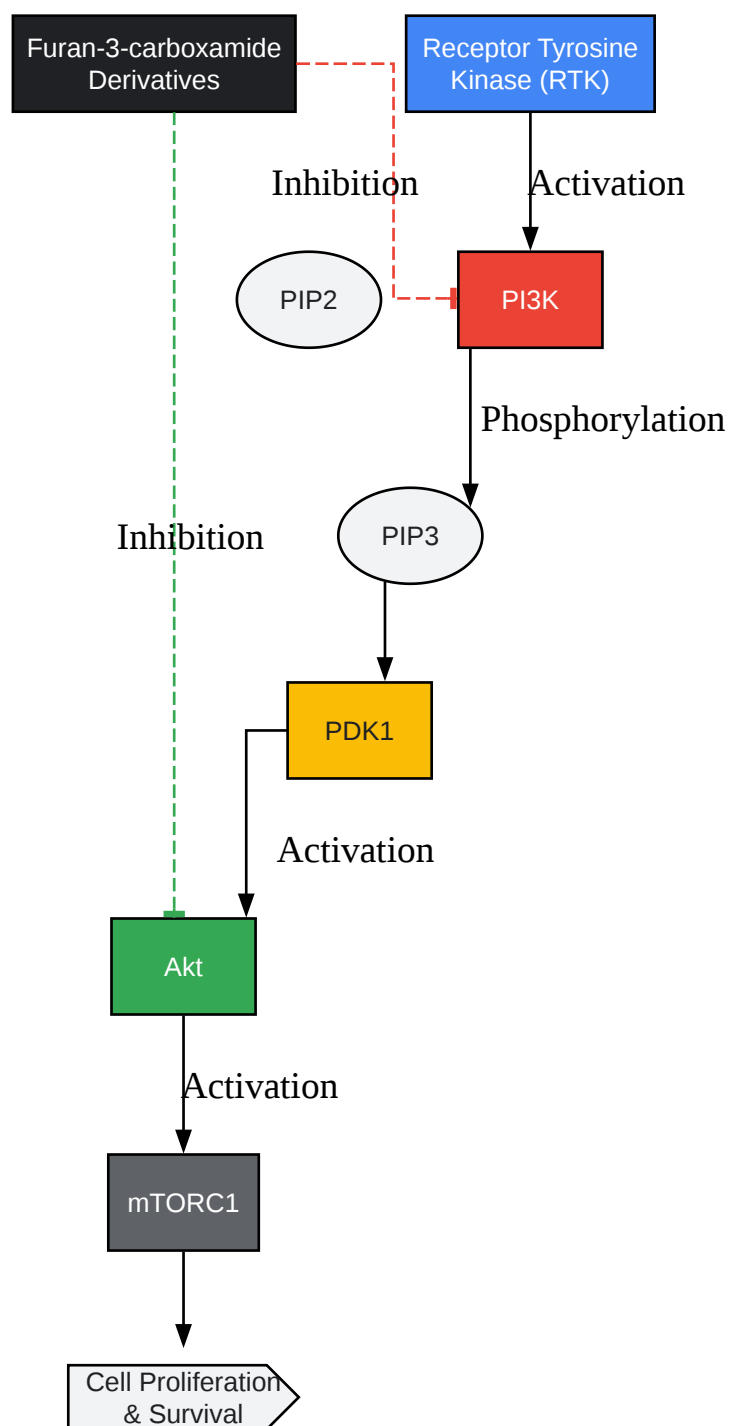 Furan-3-carboxamide
Derivatives
Receptor Tyrosine
Kinase (RTK)
Inhibition
Activation
PIP2
PI3K
Phosphorylation
PIP3
Inhibition
PDK1
Activation
Akt
Activation
mTORC1
Cell Proliferation
& Survival